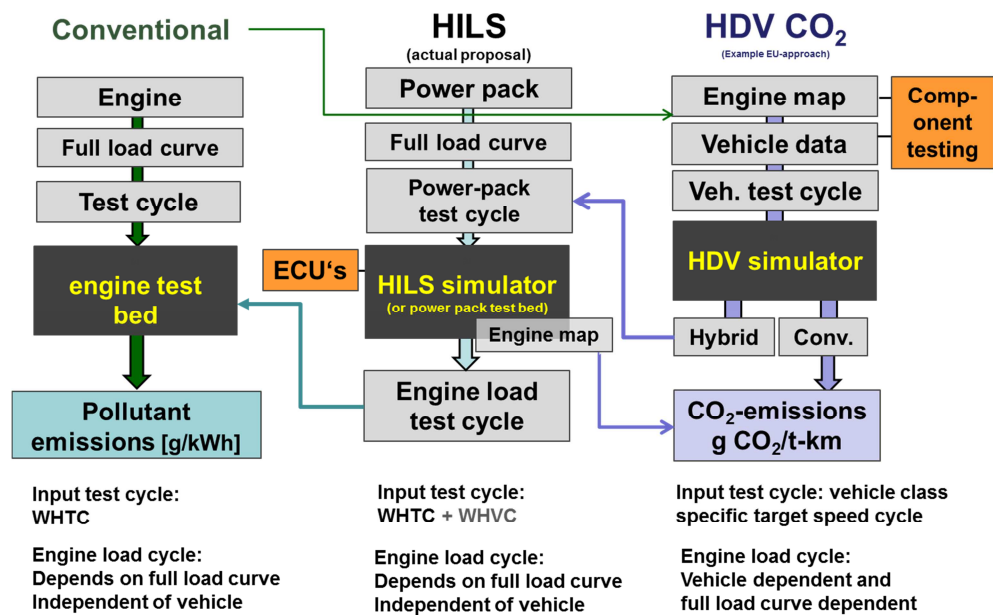 Conventional
Engine
Full load curve
Test cycle
engine test
bed
Pollutant
emissions [g/kWh]
Input test cycle:
WHTC
Engine load cycle:
Depends on full load curve
Independent of vehicle
HILS
(actual proposal)
Power pack
Full load curve
Power-pack
test cycle
ECU‘s
HILS simulator
(or power pack test bed)
Engine map
Engine load
test cycle
Input test cycle:
WHTC + WHVC
Engine load cycle:
Depends on full load curve
Independent of vehicle
HDV CO₂
(Example EU-approach)
Engine map
Vehicle data
Comp-
onent
testing
Veh. test cycle
HDV simulator
Hybrid
Conv.
CO₂-emissions
g CO₂/t-km
Input test cycle: vehicle class
specific target speed cycle
Engine load cycle:
Vehicle dependent and
full load curve dependent